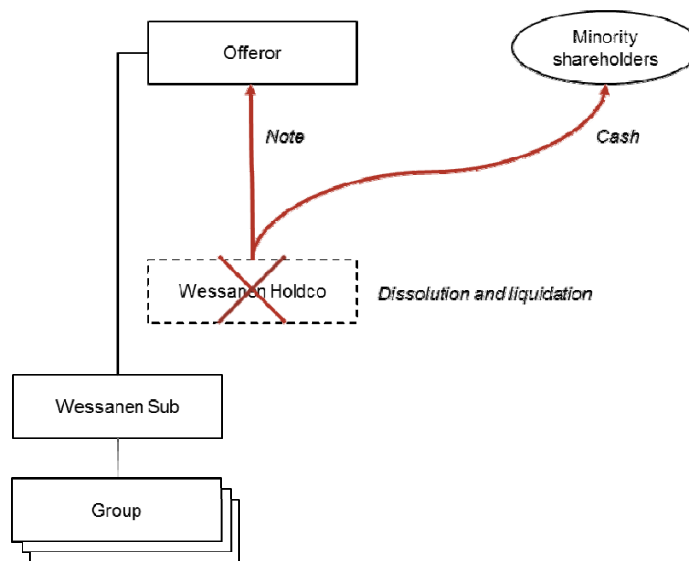 Offeror
Minority
shareholders
Note
Cash
Wessanen Holdco
Dissolution and liquidation
Wessanen Sub
Group